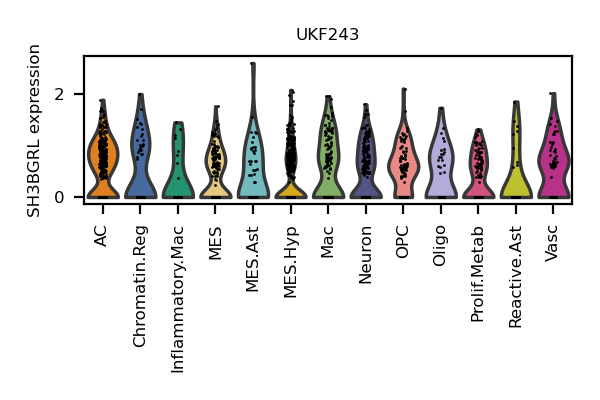 UKF243
SH3BGRL expression
2
0
AC
Chromatin.Reg
Inflammatory.Mac
MES
MES.Ast
MES.Hyp
Mac
Neuron
OPC
Oligo
Prolif.Metab
Reactive.Ast
Vasc